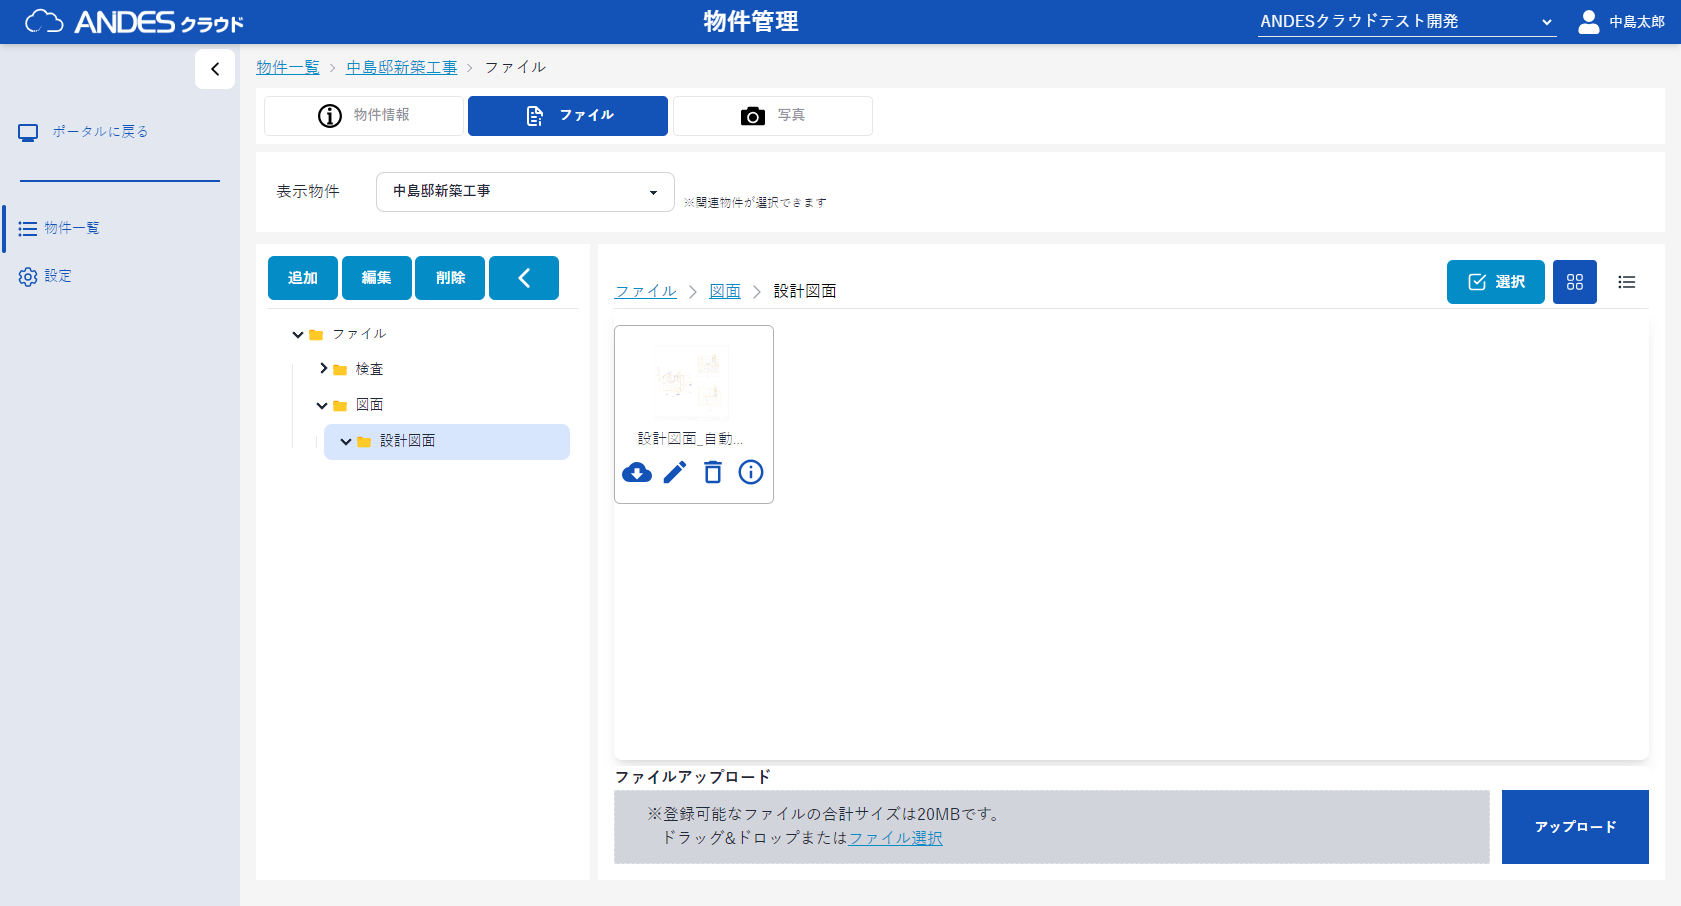 ANDES クラウド
物件管理
ANDESクラウドテスト開発
中島太郎
ポータルに戻る
物件一覧
設定
物件一覧 > 中島邸新築工事 > ファイル
物件情報
ファイル
写真
表示物件
中島邸新築工事
※関連物件が選択できます
追加
編集
削除
ファイル
検査
図面
設計図面
ファイル > 図面 > 設計図面
選択
設計図面_自動...
ファイルアップロード
※登録可能なファイルの合計サイズは20MBです。
ドラッグ&ドロップまたはファイル選択
アップロード